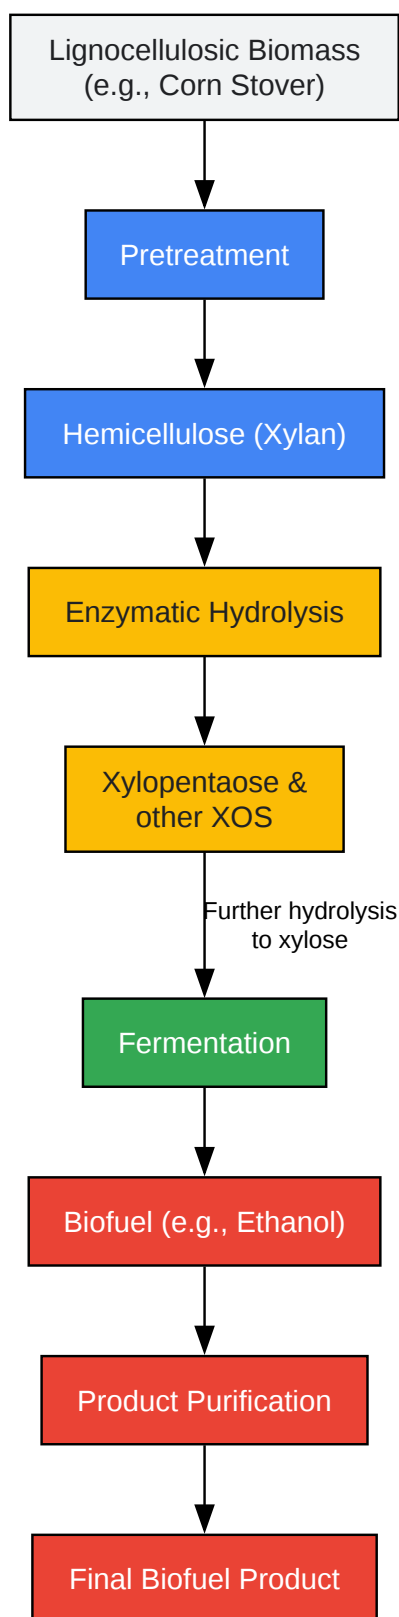 Lignocellulosic Biomass
(e.g., Corn Stover)
Pretreatment
Hemicellulose (Xylan)
Enzymatic Hydrolysis
Xylopentaose &
other XOS
Further hydrolysis
to xylose
Fermentation
Biofuel (e.g., Ethanol)
Product Purification
Final Biofuel Product